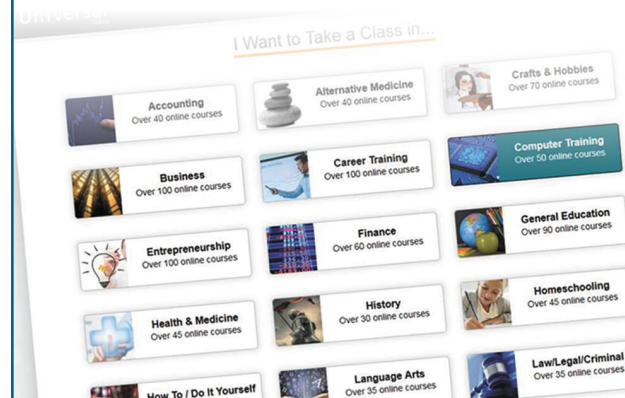 Universal
I Want to Take a Class in...
Accounting
Over 40 online courses
Alternative Medicine
Over 40 online courses
Crafts & Hobbies
Over 70 online courses
Business
Over 100 online courses
Career Training
Over 100 online courses
Computer Training
Over 50 online courses
Entrepreneurship
Over 100 online courses
Finance
Over 60 online courses
General Education
Over 90 online courses
Health & Medicine
Over 45 online courses
History
Over 30 online courses
Homeschooling
Over 45 online courses
How To / Do It Yourself
Language Arts
Over 35 online courses
Law/Legal/Criminal
Over 35 online courses